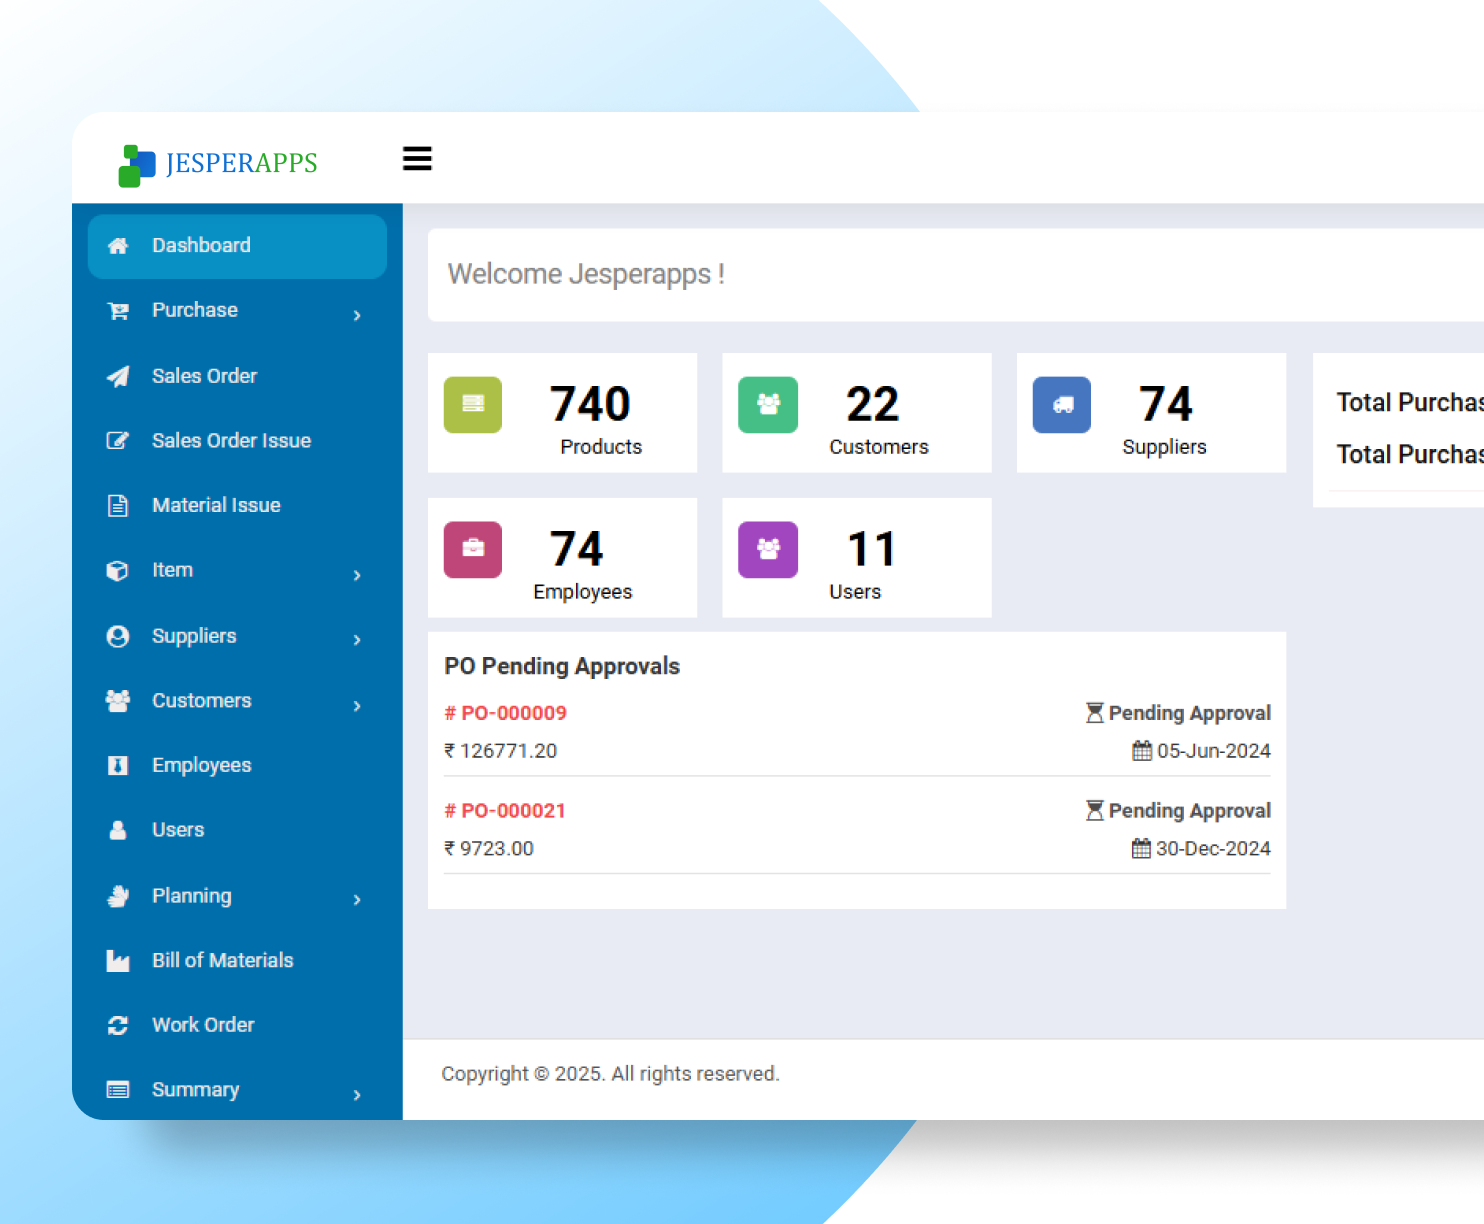 JESPERAPPS
Dashboard
Purchase
Sales Order
Sales Order Issue
Material Issue
Item
Suppliers
Customers
Employees
Users
Planning
Bill of Materials
Work Order
Summary
Welcome Jesperapps !
740
Products
22
Customers
74
Suppliers
74
Employees
11
Users
Total Purchas
Total Purchas
PO Pending Approvals
# PO-000009 Pending Approval
₹ 126771.20 05-Jun-2024
# PO-000021 Pending Approval
₹ 9723.00 30-Dec-2024
Copyright © 2025. All rights reserved.